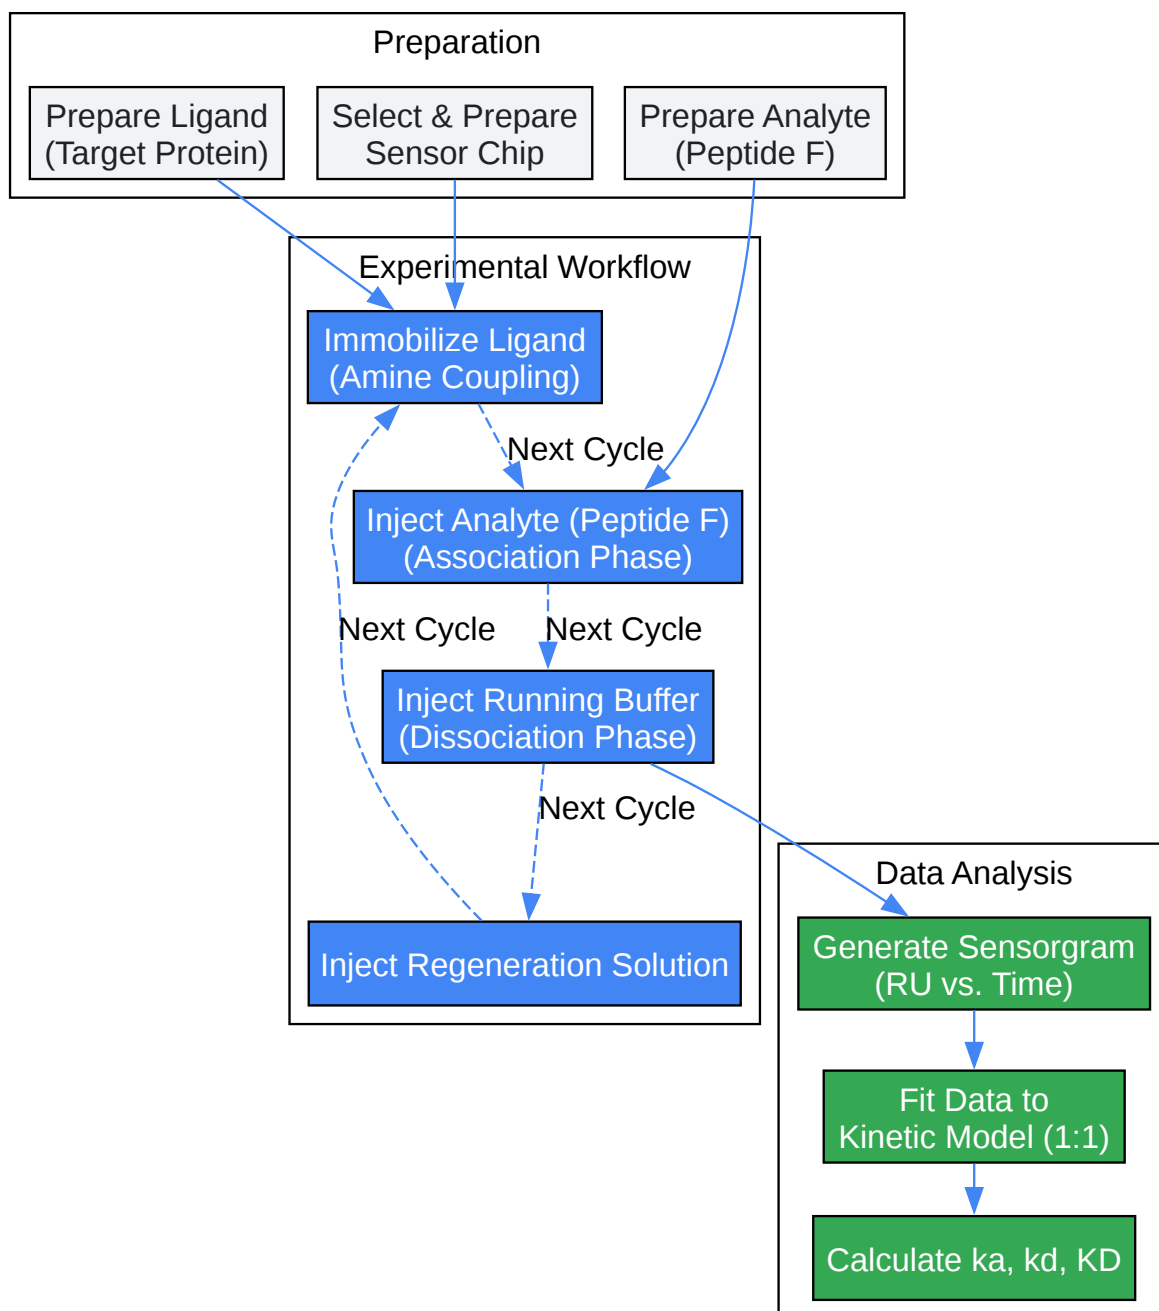 Preparation
Prepare Ligand
(Target Protein)
Select & Prepare
Sensor Chip
Prepare Analyte
(Peptide F)
Experimental Workflow
Immobilize Ligand
(Amine Coupling)
Next Cycle
Inject Analyte (Peptide F)
(Association Phase)
Next Cycle
Next Cycle
Inject Running Buffer
(Dissociation Phase)
Next Cycle
Inject Regeneration Solution
Data Analysis
Generate Sensorgram
(RU vs. Time)
Fit Data to
Kinetic Model (1:1)
Calculate ka, kd, KD